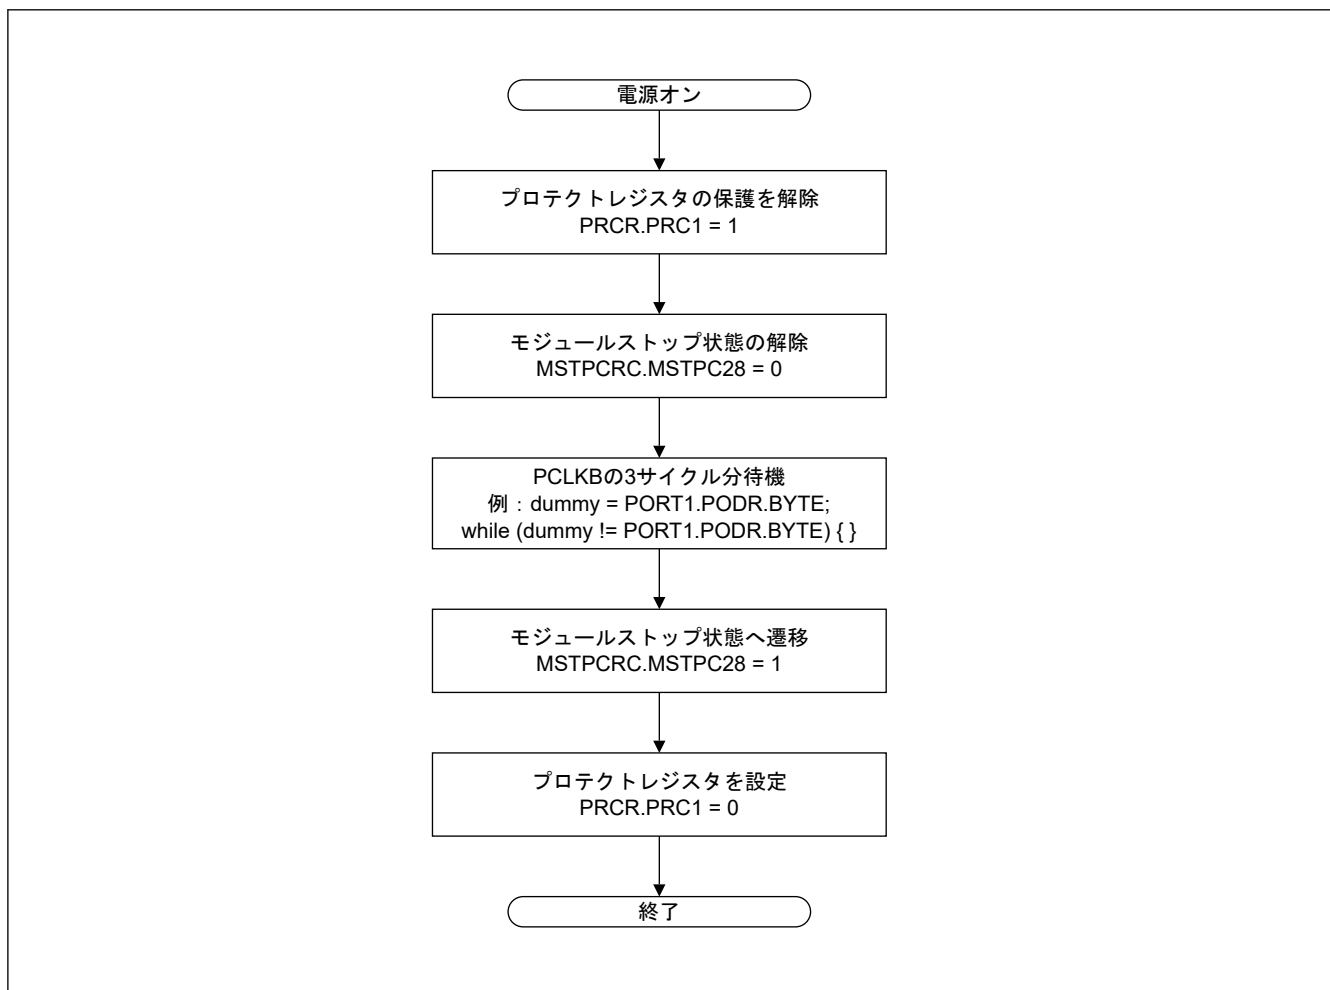 電源オン
プロテクトレジスタの保護を解除
PRCR.PRC1 = 1
モジュールストップ状態の解除
MSTPCRC.MSTPC28 = 0
PCLKBの3サイクル分待機
例：dummy = PORT1.PODR.BYTE;
while (dummy != PORT1.PODR.BYTE) { }
モジュールストップ状態へ遷移
MSTPCRC.MSTPC28 = 1
プロテクトレジスタを設定
PRCR.PRC1 = 0
終了